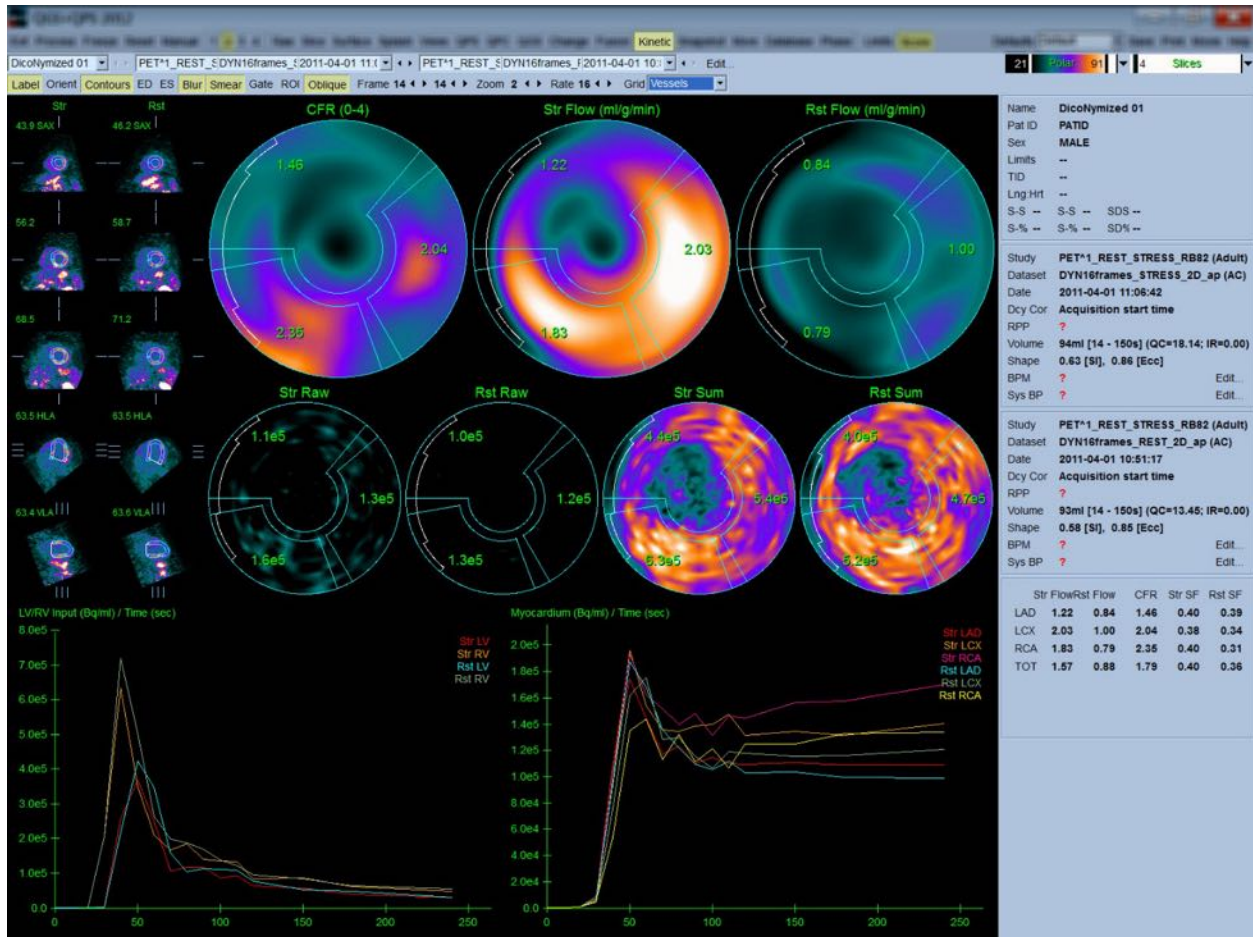 Kinetic
DicoNymized 01 PET^1_REST_S DYN16frames_S 2011-04-01 11:( PET^1_REST_S DYN16frames_F 2011-04-01 10: Edit...
21 Polar 91 4 Slices
Label Orient Contours ED ES Blur Smear Gate ROI Oblique Frame 14 14 Zoom 2 Rate 16 Grid Vessels
Str Rst
43.9 SAX 46.2 SAX
56.2 58.7
68.5 71.2
63.5 HLA 63.5 HLA
63.4 VLA 63.6 VLA
CFR (0-4)
1.46
2.04
2.35
Str Flow (ml/g/min)
1.22
2.03
1.83
Rst Flow (ml/g/min)
0.84
1.00
0.79
Str Raw
1.1e5
1.3e5
1.6e5
Rst Raw
1.0e5
1.2e5
1.3e5
Str Sum
4.4e5
5.4e5
5.3e5
Rst Sum
4.0e5
4.7e5
5.2e5
LV/RV Input (Bq/ml) / Time (sec)
8.0e5
7.0e5
6.0e5
5.0e5
4.0e5
3.0e5
2.0e5
1.0e5
0.0
0 50 100 150 200 250
Str LV
Str RV
Rst LV
Rst RV
Myocardium (Bq/ml) / Time (sec)
2.0e5
1.8e5
1.6e5
1.4e5
1.2e5
1.0e5
8.0e4
6.0e4
4.0e4
2.0e4
0.0
0 50 100 150 200 250
Str LAD
Str LCX
Str RCA
Rst LAD
Rst LCX
Rst RCA
Name DicoNymized 01
Pat ID PATID
Sex MALE
Limits --
TID --
Lng:Hrt --
S-S -- S-S -- SDS --
S-% -- S-% -- SD% --
Study PET^1_REST_STRESS_RB82 (Adult)
Dataset DYN16frames_STRESS_2D_ap (AC)
Date 2011-04-01 11:06:42
Dcy Cor Acquisition start time
RPP ?
Volume 94ml [14 - 150s] (QC=18.14; IR=0.00)
Shape 0.63 [SI], 0.86 [Ecc]
BPM ? Edit...
Sys BP ? Edit...
Study PET^1_REST_STRESS_RB82 (Adult)
Dataset DYN16frames_REST_2D_ap (AC)
Date 2011-04-01 10:51:17
Dcy Cor Acquisition start time
RPP ?
Volume 93ml [14 - 150s] (QC=13.45; IR=0.00)
Shape 0.58 [SI], 0.85 [Ecc]
BPM ? Edit...
Sys BP ? Edit...
Str Flow Rst Flow CFR Str SF Rst SF
LAD 1.22 0.84 1.46 0.40 0.39
LCX 2.03 1.00 2.04 0.38 0.34
RCA 1.83 0.79 2.35 0.40 0.31
TOT 1.57 0.88 1.79 0.40 0.36